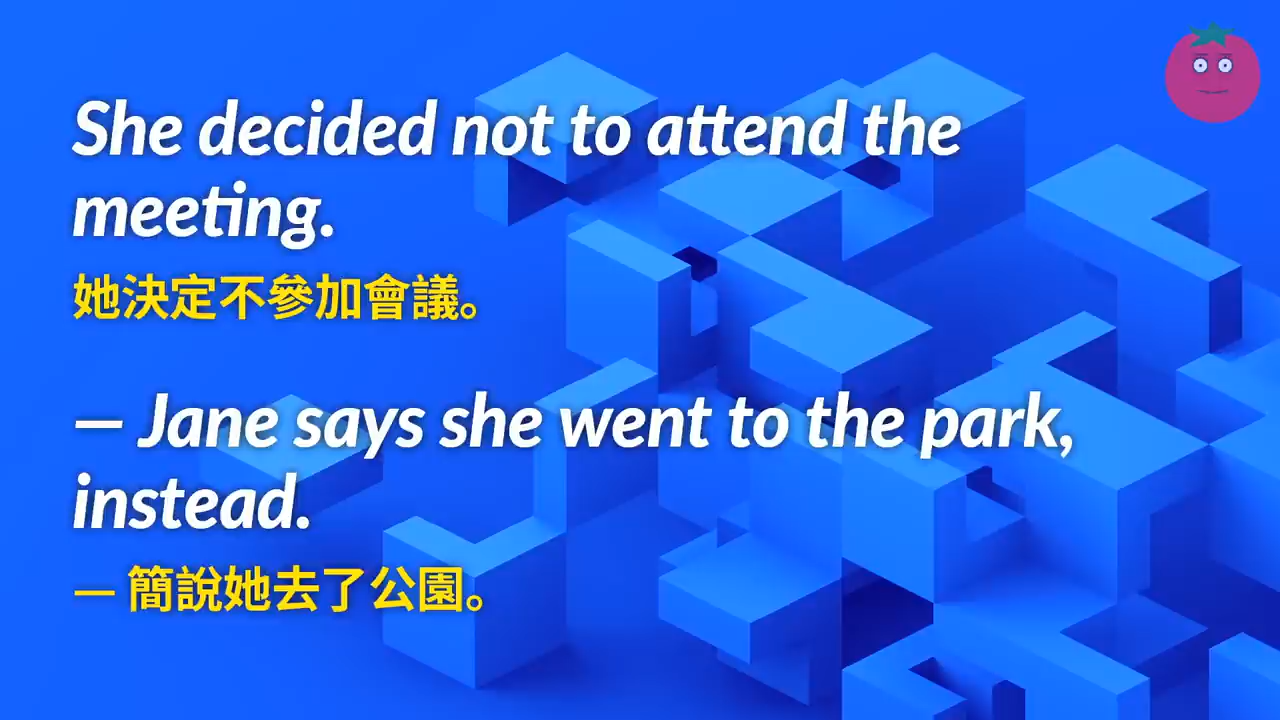 She decided not to attend the
meeting.
她決定不參加會議。
— Jane says she went to the park,
instead.
— 簡說她去了公園。